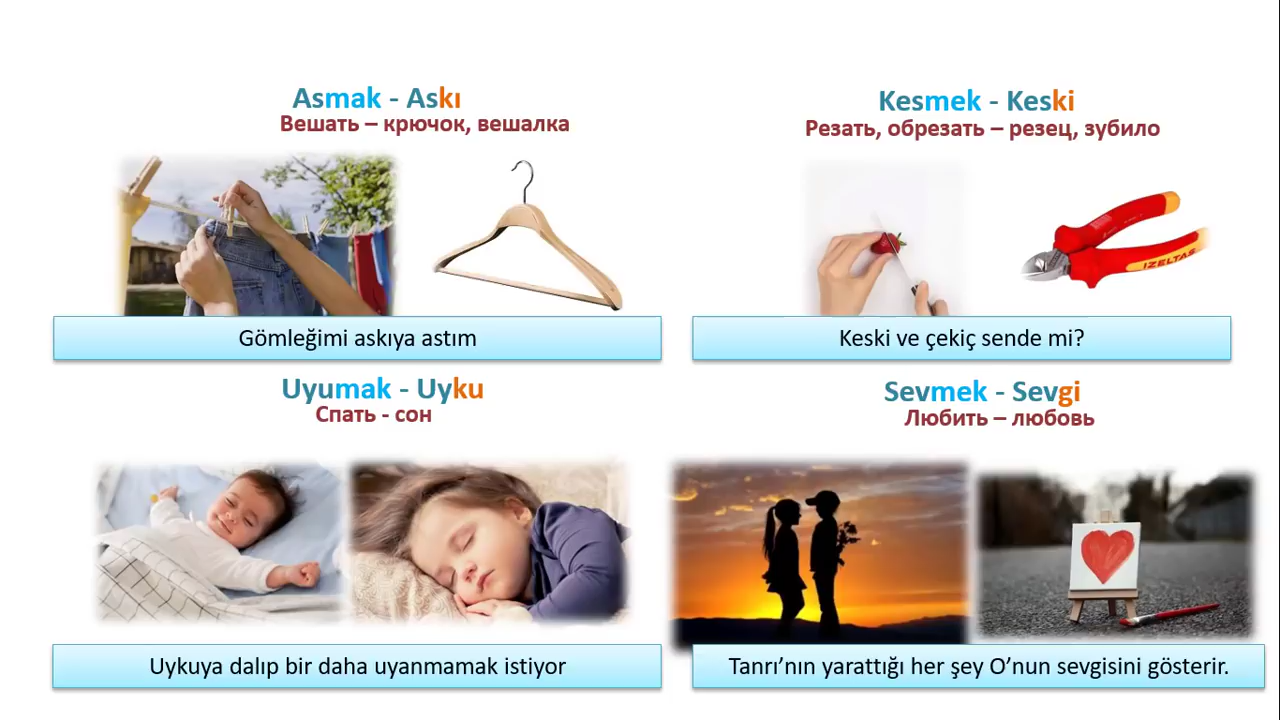 Asmak - Askı
Вешать – крючок, вешалка
Gömleğimi askıya astım
Kesmek - Keski
Резать, обрезать – резец, зубило
IZELTAS
Keski ve çekiç sende mi?
Uyumak - Uyku
Спать - сон
Uykuya dalıp bir daha uyanmamak istiyor
Sevmek - Sevgi
Любить – любовь
Tanrı’nın yarattığı her şey O’nun sevgisini gösterir.